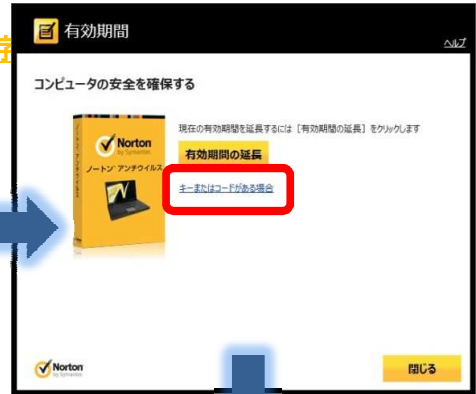 有効期間
ヘルプ
コンピュータの安全を確保する
現在の有効期間を延長するには [有効期間の延長] をクリックします
Norton
by Symantec
ノートン アンチウイルス
有効期間の延長
キーまたはコードがある場合
Norton
by Symantec
閉じる